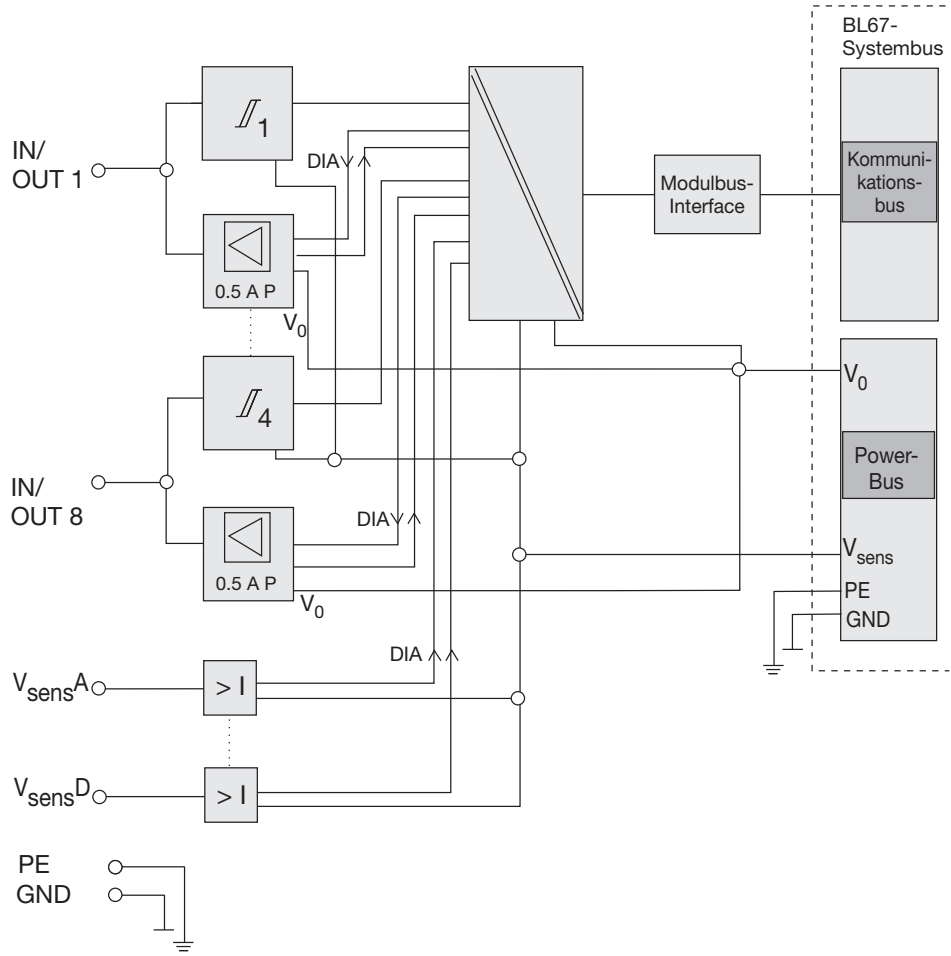 BL67-
Systembus
1
IN/
OUT 1
DIA
Kommuni-
kations-
bus
Modulbus-
Interface
0.5 A P
V0
V0
4
Power-
Bus
IN/
OUT 8
DIA
Vsens
0.5 A P
PE
V0
GND
DIA
VsensA
> I
VsensD
> I
PE
GND